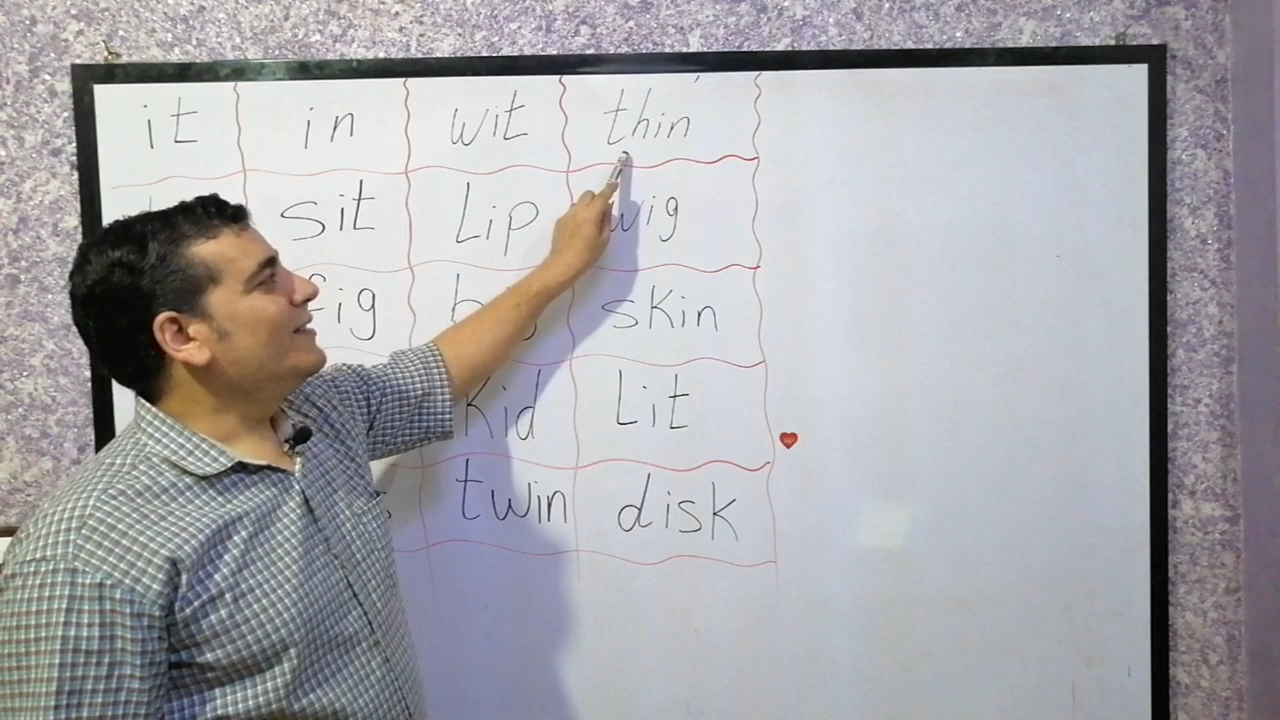 it in wit thin
sit Lip wig
fig
skin
Kid Lit
twin disk